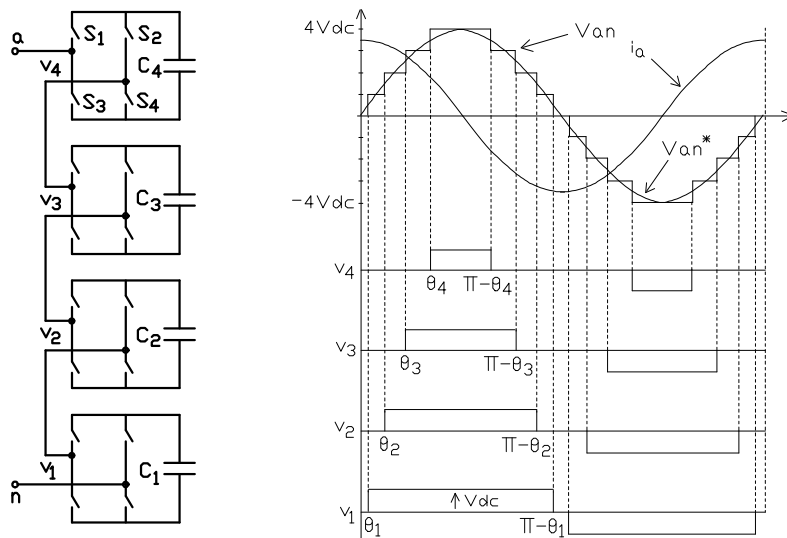 a
S1 S2
V4 C4
S3 S4
V3 C3
V2 C2
V1 C1
n
4Vdc
Van
ia
Van*
-4Vdc
V4
θ4 π-θ4
V3
θ3 π-θ3
V2
θ2 π-θ2
↑ Vdc
V1
θ1 π-θ1